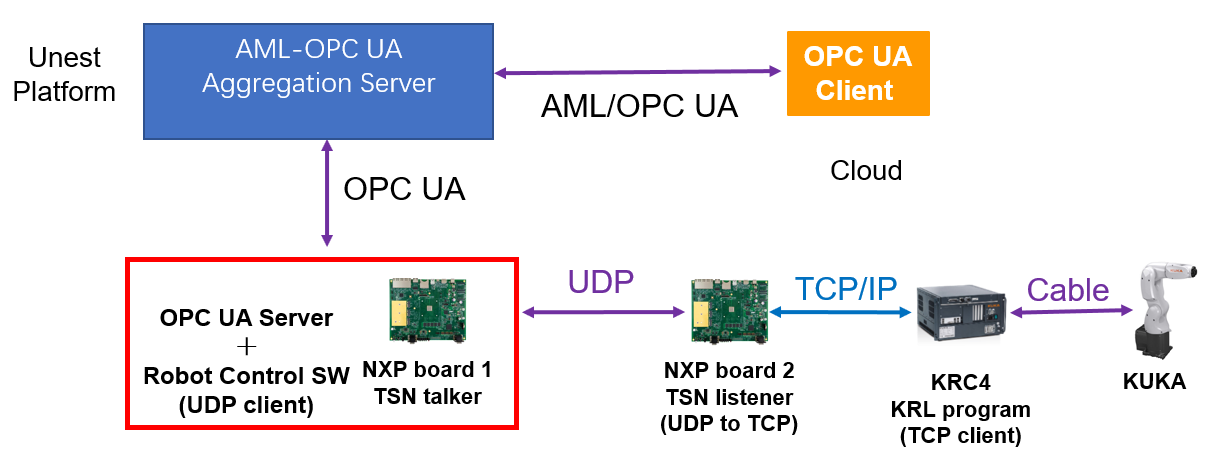 Unest
Platform
AML-OPC UA
Aggregation Server
OPC UA
Client
AML/OPC UA
Cloud
OPC UA
OPC UA Server
+
Robot Control SW
(UDP client)
NXP board 1
TSN talker
UDP
NXP board 2
TSN listener
(UDP to TCP)
TCP/IP
KRC4
KRL program
(TCP client)
Cable
KUKA